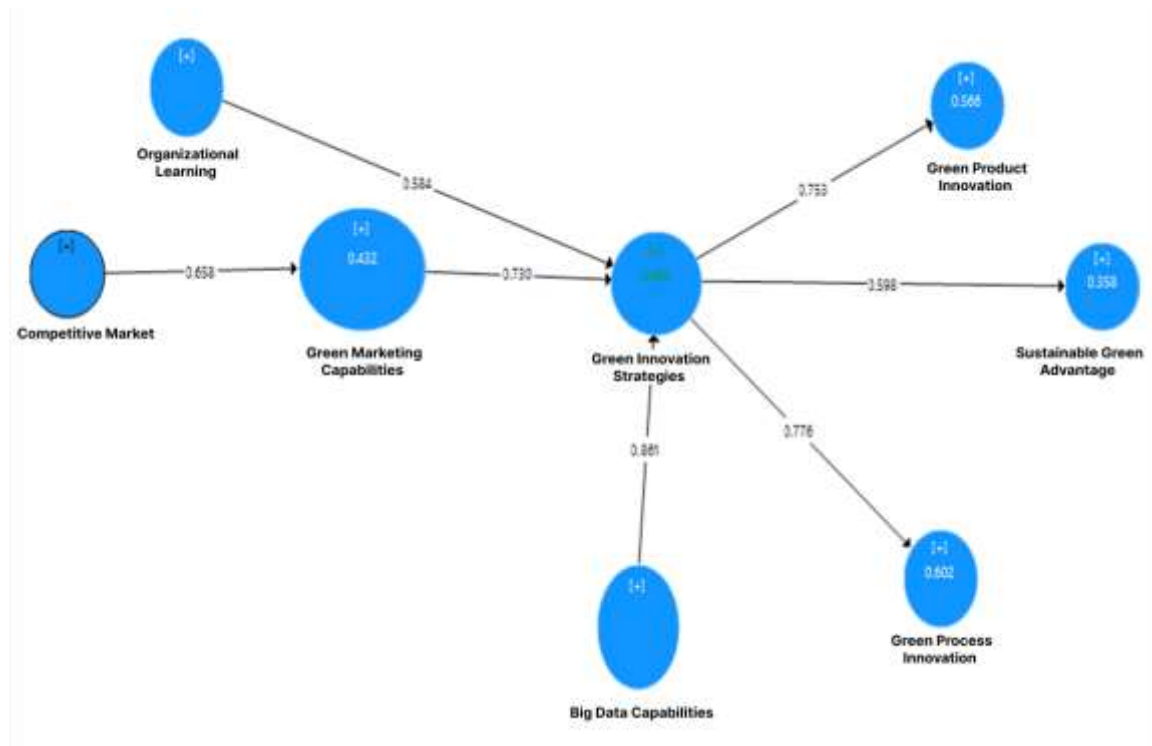 [+]
Organizational
Learning
0.584
[+]
0.566
Green Product
Innovation
0.753
[+]
Competitive Market
0.658
[+]
0.432
Green Marketing
Capabilities
0.730
Green Innovation
Strategies
0.598
[+]
0.358
Sustainable Green
Advantage
0.776
0.861
[+]
Big Data Capabilities
[+]
0.602
Green Process
Innovation